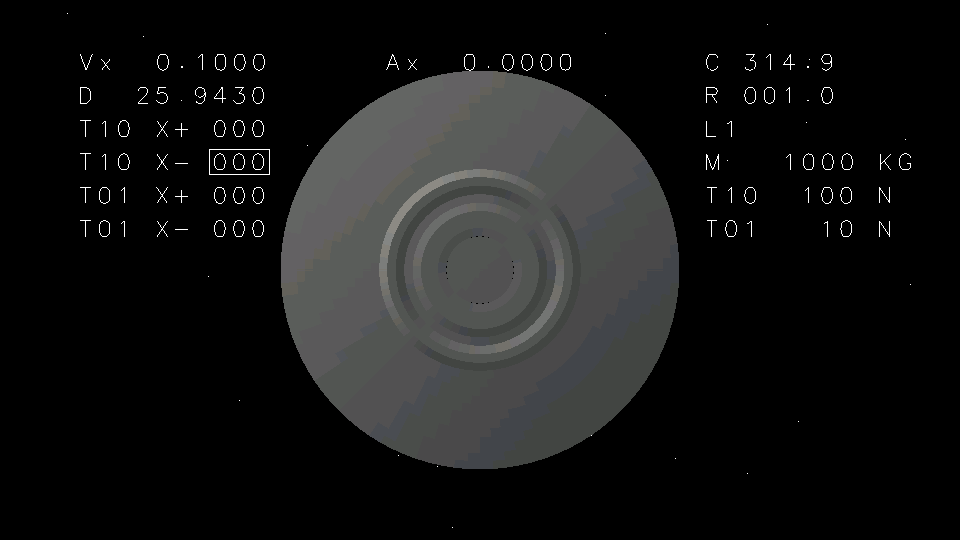 Vx 0.1000
D 25.9430
T10 X+ 000
T10 X- 000
T01 X+ 000
T01 X- 000
Ax 0.0000
C 314.9
R 001.0
L1
M 1000 KG
T10 100 N
T01 10 N